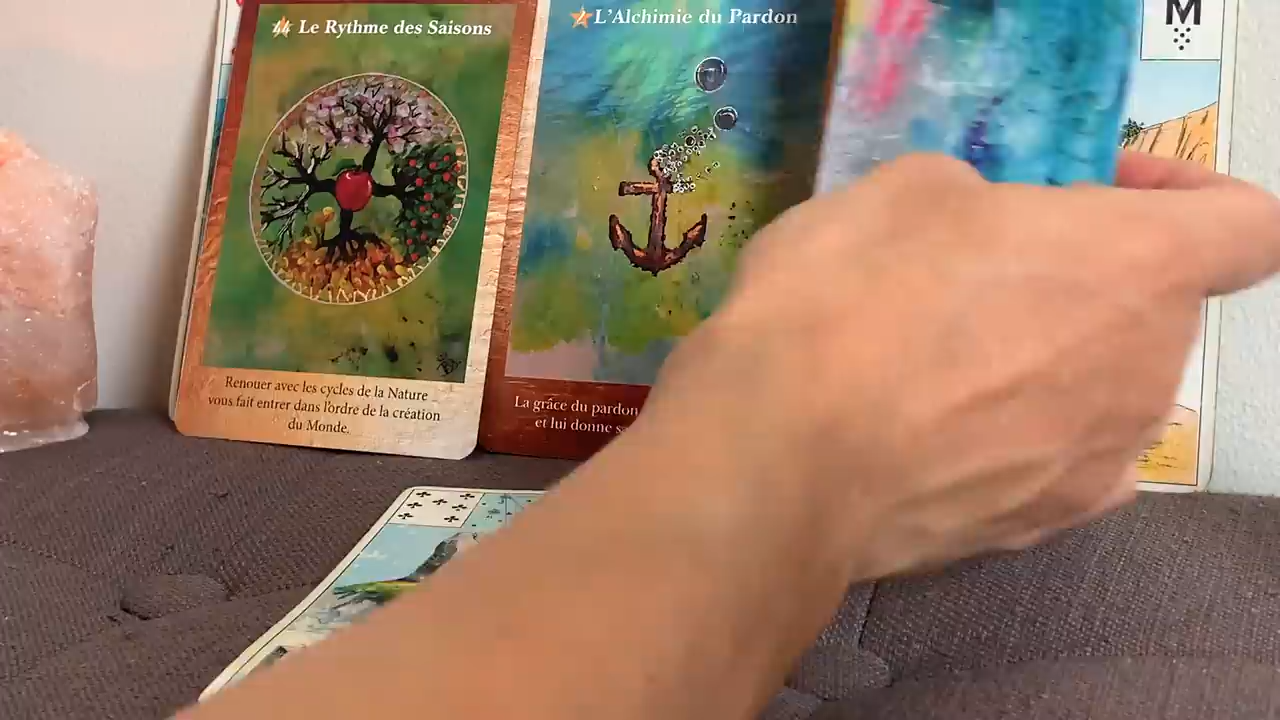 44 Le Rythme des Saisons
Renouer avec les cycles de la Nature
vous fait entrer dans l'ordre de la création
du Monde.
2 L'Alchimie du Pardon
La grâce du pardon
et lui donne
M